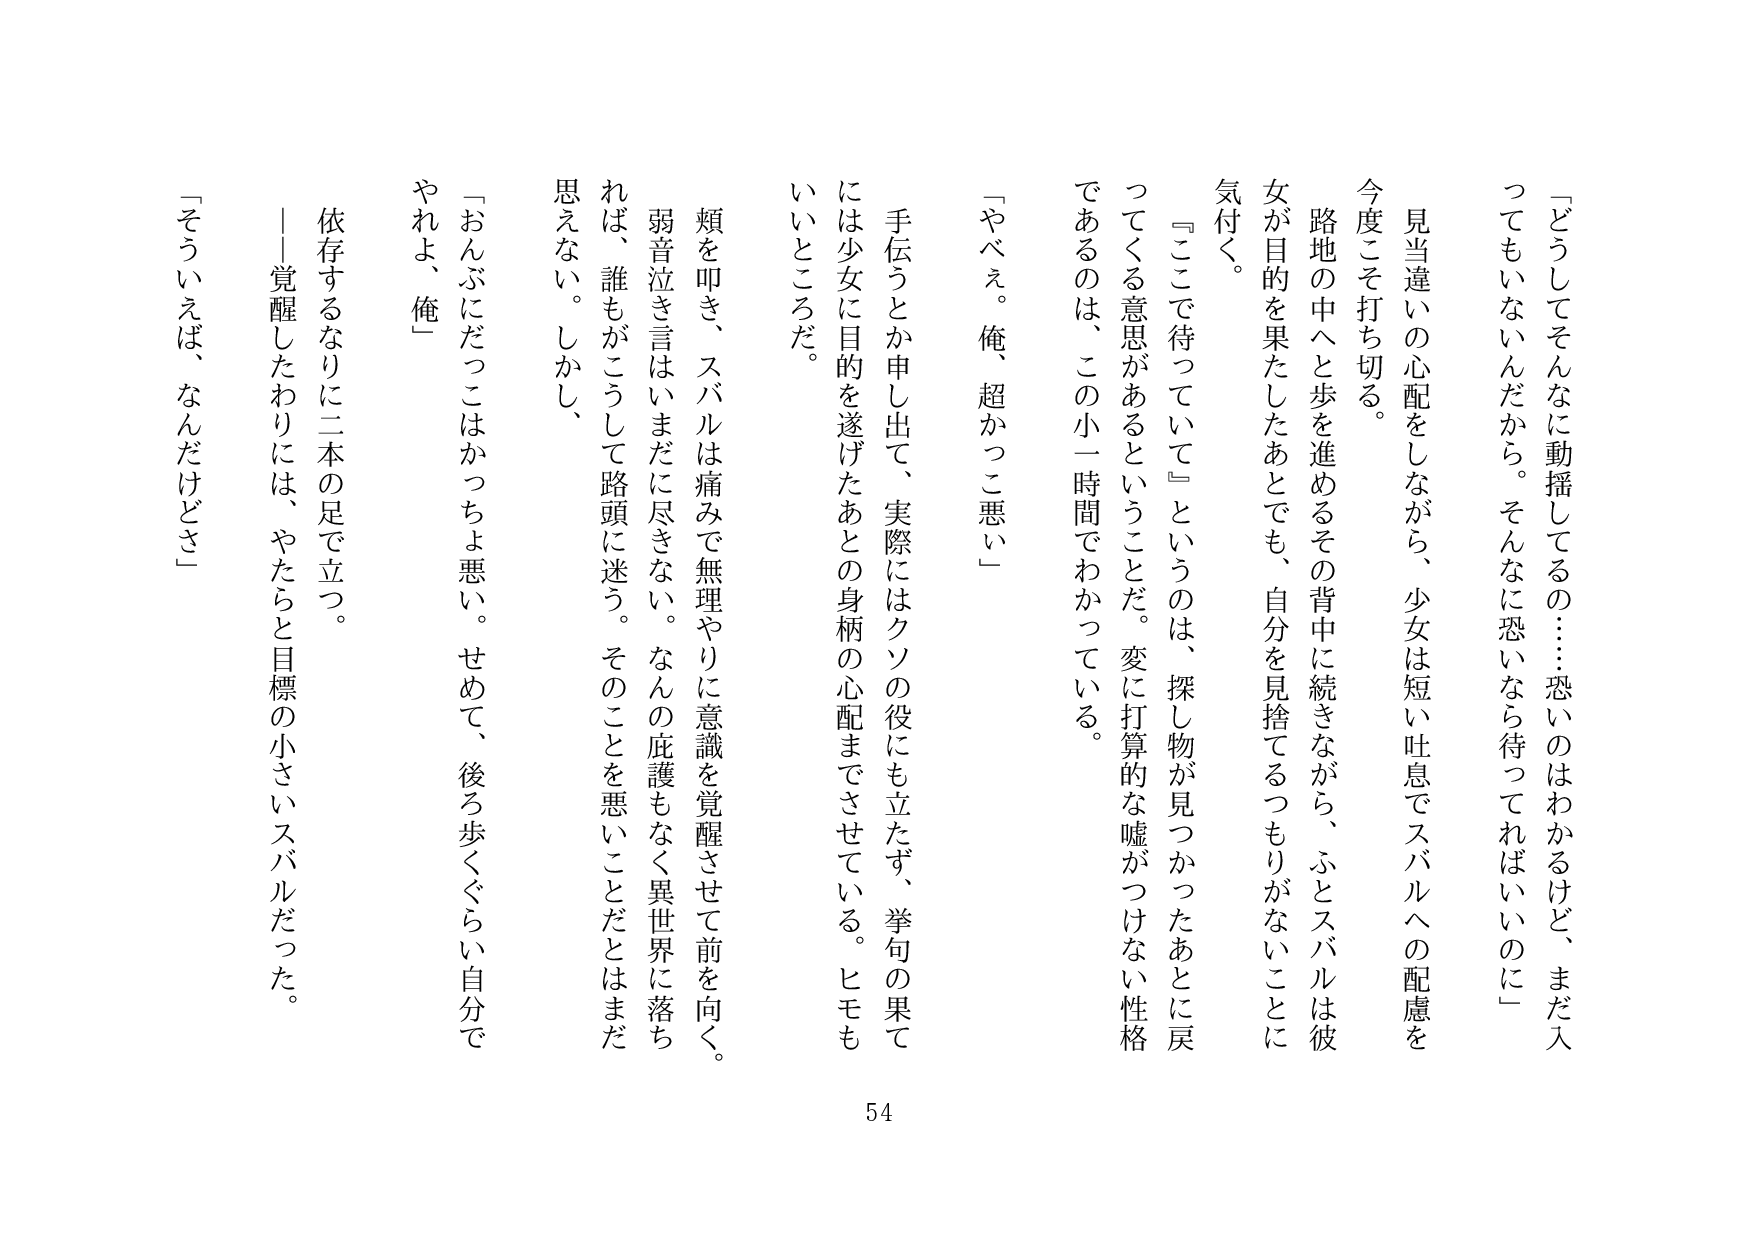 「どうしてそんなに動揺してるの……恐いのはわかるけど、まだ入
ってもいないんだから。そんなに恐いなら待ってればいいのに」
見当違いの心配をしながら、少女は短い吐息でスバルへの配慮を
今度こそ打ち切る。
路地の中へと歩を進めるその背中に続きながら、ふとスバルは彼
女が目的を果たしたあとでも、自分を見捨てるつもりがないことに
気付く。
『ここで待っていて』というのは、探し物が見つかったあとに戻
ってくる意思があるということだ。変に打算的な嘘がつけない性格
であるのは、この小一時間でわかっている。
「やべぇ。俺、超かっこ悪い」
手伝うとか申し出て、実際にはクソの役にも立たず、挙句の果て
には少女に目的を遂げたあとの身柄の心配までさせている。ヒモも
いいところだ。
頬を叩き、スバルは痛みで無理やりに意識を覚醒させて前を向く。
弱音泣き言はいまだに尽きない。なんの庇護もなく異世界に落ち
れば、誰もがこうして路頭に迷う。そのことを悪いことだとはまだ
思えない。しかし、
「おんぶにだっこはかっちょ悪い。せめて、後ろ歩くぐらい自分で
やれよ、俺」
依存するなりに二本の足で立つ。
――覚醒したわりには、やたらと目標の小さいスバルだった。
「そういえば、なんだけどさ」
54